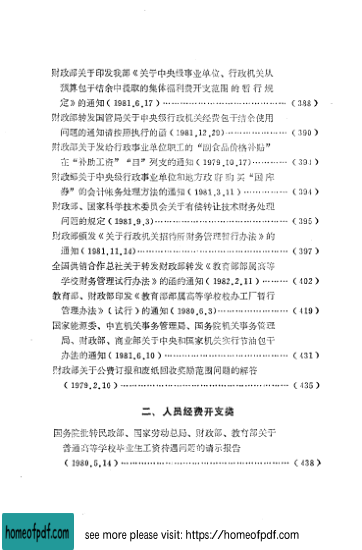 财政部关于印发我部《关于中央级事业单位、行政机关从
预算包干结余中提取的集体福利费开支范围的暂行规
定》的通知（1981,6,17）……………………………（388）
财政部转发国管局关于中央级行政机关经费包干结余使用
问题的通知请按照执行的函（1981,12,29）…………（390）
财政部关于发给行政事业单位职工的“副食品价格补贴”
在“补助工资”“目”列支的通知（1979,10,17）…………（394）
财政部关于中央级行政事业单位和地方政府购买“国库
券”的会计帐务处理方法的通知（1981,3,11）…………（394）
财政部、国家科学技术委员会关于有偿转让技术财务处理
问题的规定（1981,9,3）……………………………（395）
财政部颁发《关于行政机关招待所财务管理暂行办法》的
通知（1981,11,14）……………………………（397）
全国供销合作总社关于转发财政部转发《教育部部属高等
学校财务管理试行办法》的函的通知（1982,2,11）………（402）
教育部、财政部印发《教育部部属高等学校校办工厂暂行
管理办法》（试行）的通知（1980,6,3）………………（419）
国家能源委、中直机关事务管理局、国务院机关事务管理
局、财政部、商业部关于中央和国家机关实行节油包干
办法的通知（1981,6,10）……………………………（431）
财政部关于公费订报和废纸回收奖励范围问题的解答
（1979,2,10）……………………………（435）
二、人员经费开支类
国务院批转民政部、国家劳动总局、财政部、教育部关于
普通高等学校毕业生工资待遇问题的请示报告
（1980,5,14）……………………………（438）
homeofpdf.com
see more please visit: https://homeofpdf.com